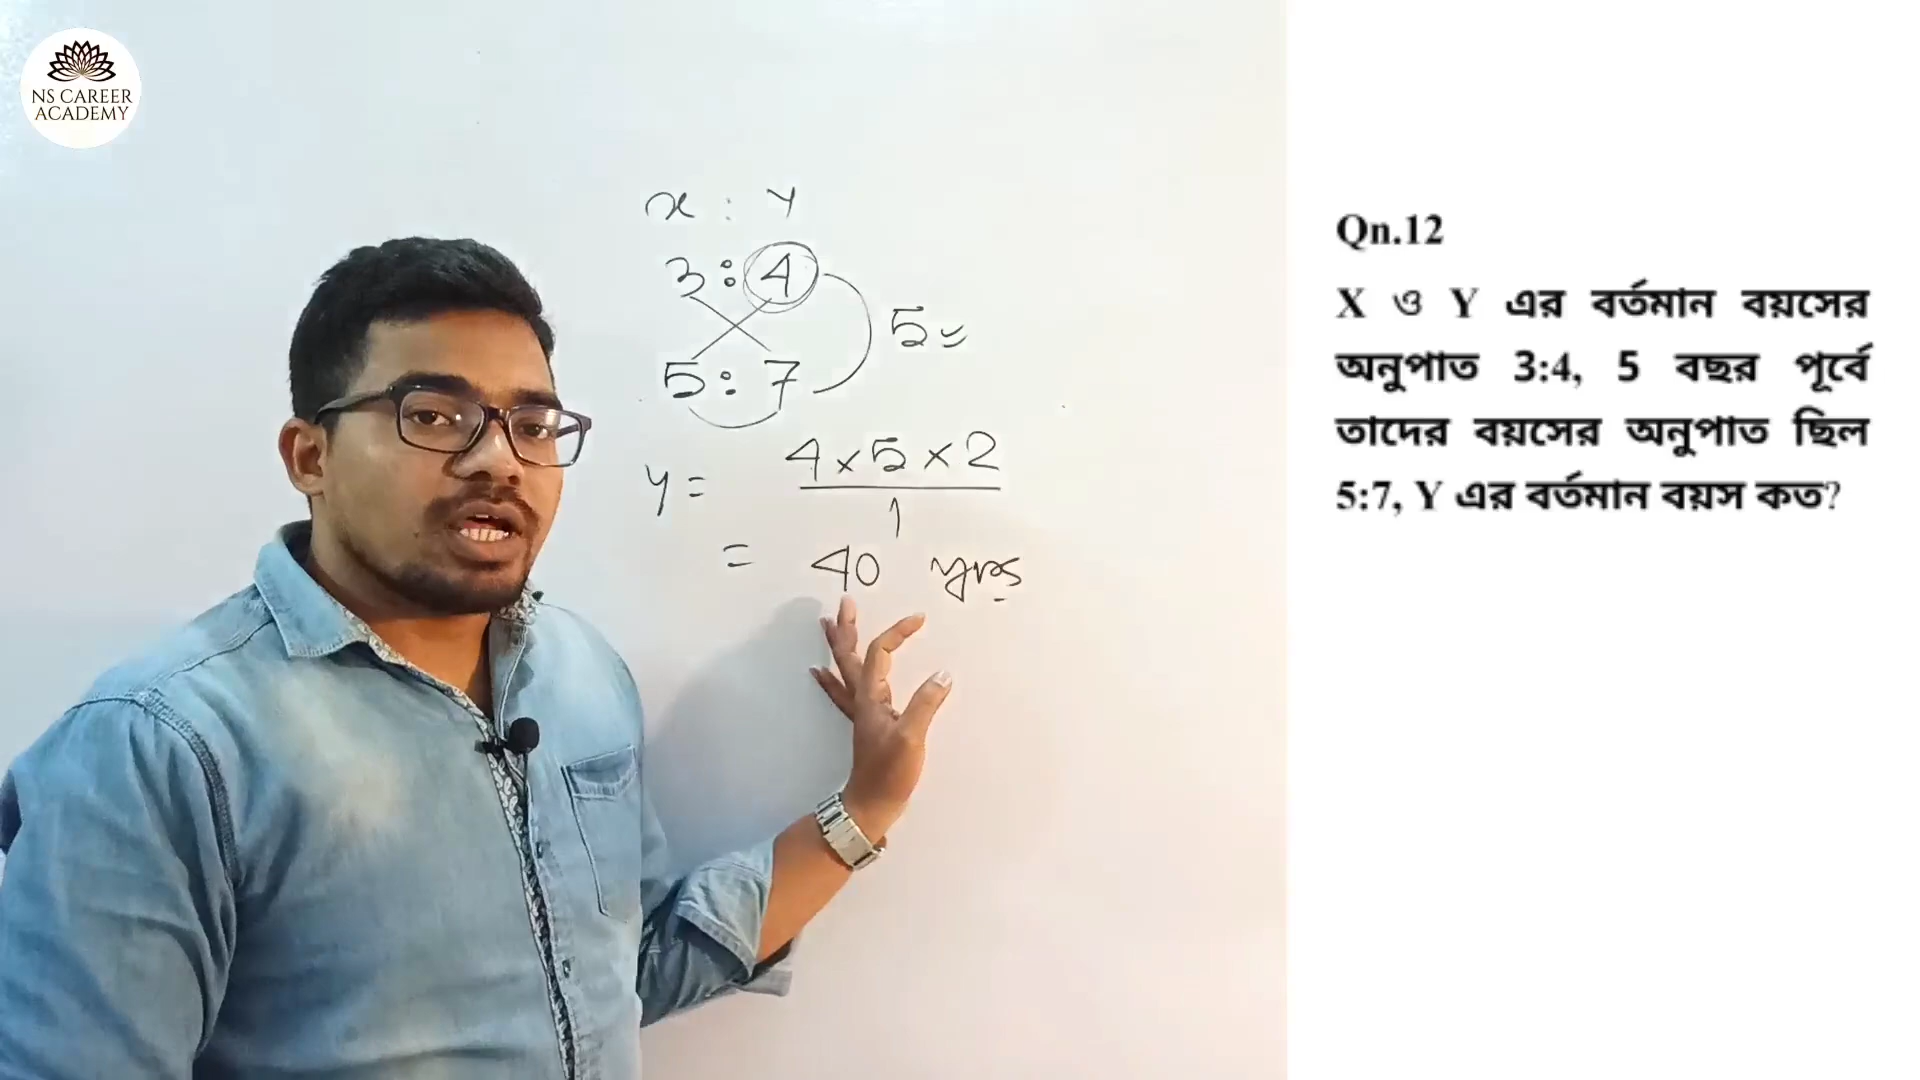 NS CAREER
ACADEMY
x : y
3 : 4
5 =
5 : 7
y = 4 x 5 x 2
1
= 40 yrs
Qn.12
X ও Y এর বর্তমান বয়সের
অনুপাত 3:4, 5 বছর পূর্বে
তাদের বয়সের অনুপাত ছিল
5:7, Y এর বর্তমান বয়স কত?